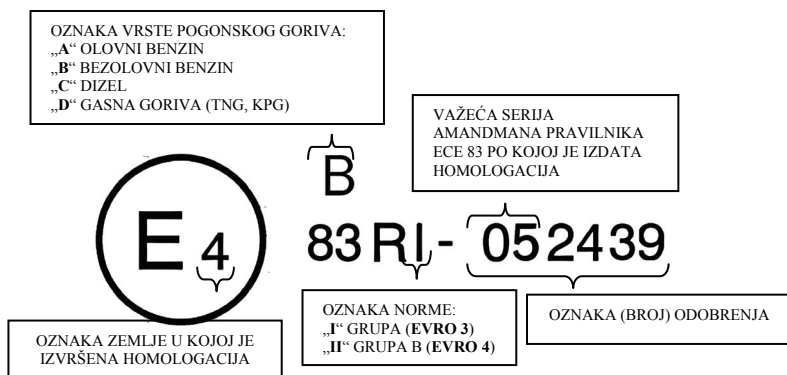 OZNAKA VRSTE POGONSKOG GORIVA:
„A“ OLOVNI BENZIN
„B“ BEZOLOVNI BENZIN
„C“ DIZEL
„D“ GASNA GORIVA (TNG, KPG)
VAŽEĆA SERIJA
AMANDMANA PRAVILNIKA
ECE 83 PO KOJOJ JE IZDATA
HOMOLOGACIJA
B
E 4 83 RI - 052439
OZNAKA ZEMLJE U KOJOJ JE
IZVRŠENA HOMOLOGACIJA
OZNAKA NORME:
„I“ GRUPA (EVRO 3)
„II“ GRUPA B (EVRO 4)
OZNAKA (BROJ) ODOBRENJA